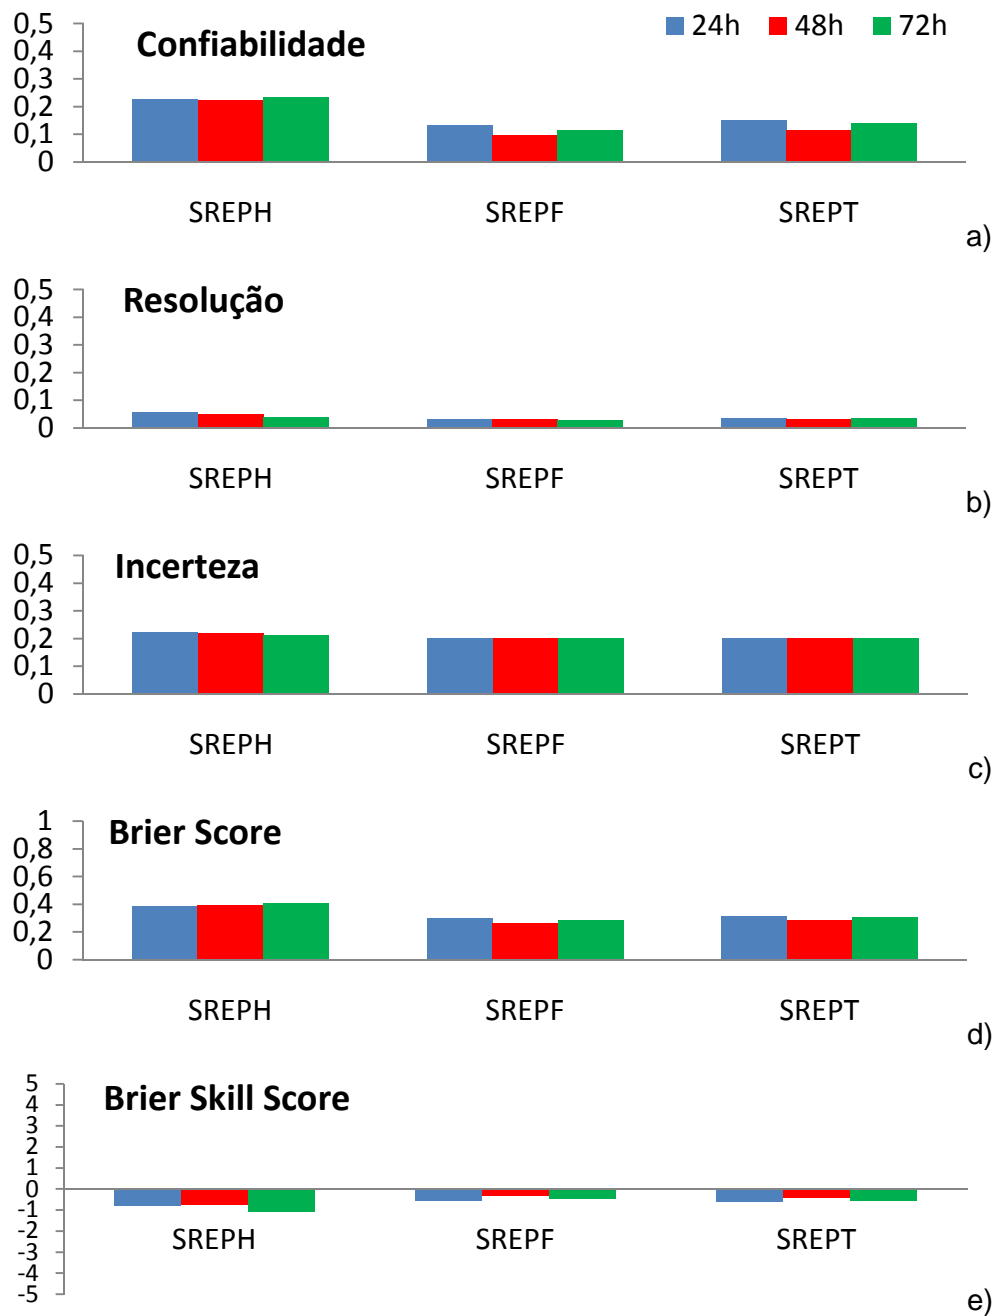 0,5
0,4
0,3
0,2
0,1
0
Confiabilidade
24h 48h 72h
SREPH SREPF SREPT
a)
0,5
0,4
0,3
0,2
0,1
0
Resolução
SREPH SREPF SREPT
b)
0,5
0,4
0,3
0,2
0,1
0
Incerteza
SREPH SREPF SREPT
c)
1
0,8
0,6
0,4
0,2
0
Brier Score
SREPH SREPF SREPT
d)
5
4
3
2
1
0
-1
-2
-3
-4
-5
Brier Skill Score
SREPH SREPF SREPT
e)